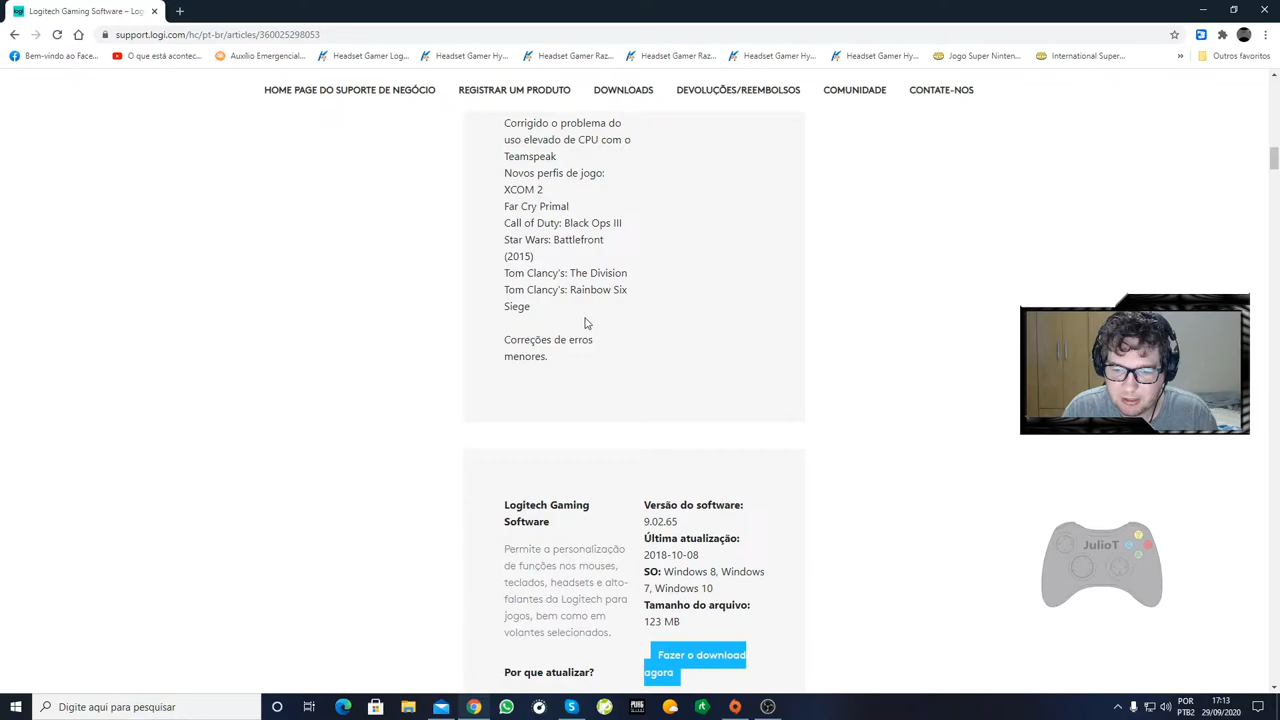 Logitech Gaming Software – Logi
support.logi.com/hc/pt-br/articles/360025298053
Bem-vindo ao Face...
O que está acontec...
Auxílio Emergencial...
Headset Gamer Log...
Headset Gamer Hy...
Headset Gamer Raz...
Headset Gamer Raz...
Headset Gamer Hy...
Headset Gamer Hy...
Jogo Super Ninten...
International Super...
»
Outros favoritos
HOME PAGE DO SUPORTE DE NEGÓCIO
REGISTRAR UM PRODUTO
DOWNLOADS
DEVOLUÇÕES/REEMBOLSOS
COMUNIDADE
CONTATE-NOS
Corrigido o problema do
uso elevado de CPU com o
Teamspeak
Novos perfis de jogo:
XCOM 2
Far Cry Primal
Call of Duty: Black Ops III
Star Wars: Battlefront
(2015)
Tom Clancy's: The Division
Tom Clancy's: Rainbow Six
Siege
Correções de erros
menores.
Logitech Gaming
Software
Permite a personalização
de funções nos mouses,
teclados, headsets e alto-
falantes da Logitech para
jogos, bem como em
volantes selecionados.
Por que atualizar?
Versão do software:
9.02.65
Última atualização:
2018-10-08
SO: Windows 8, Windows
7, Windows 10
Tamanho do arquivo:
123 MB
Fazer o download
agora
JulioT
Digite aqui para pesquisar
POR
PTB2
17:13
29/09/2020